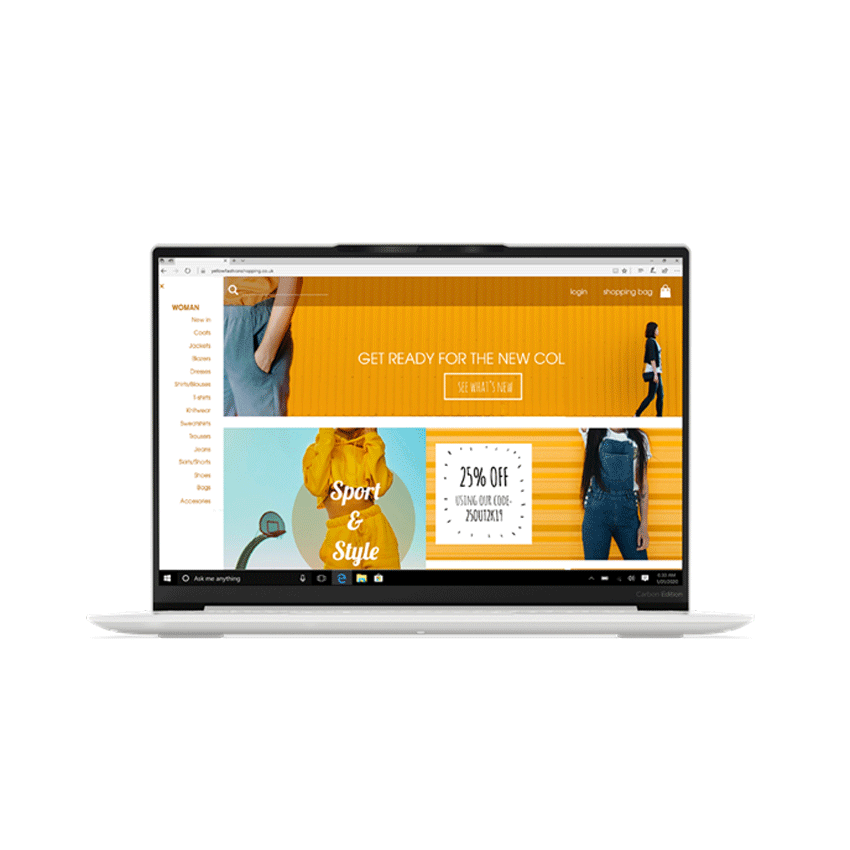 yellowfashionshopping.co.uk
login
shopping bag
WOMAN
New in
Coats
Jackets
Blazers
Dresses
Shirts/Blouses
T-shirts
Knitwear
Sweatshirts
Trousers
Jeans
Skirts/Shorts
Shoes
Bags
Accesories
GET READY FOR THE NEW COL
SEE WHAT'S NEW
Sport
&
Style
25% OFF
USING OUR CODE-
25OUT2K19
Ask me anything
Carbon Edition